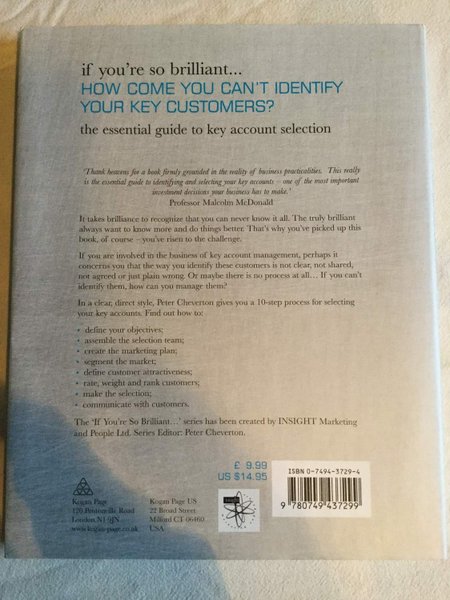 if you're so brilliant...
HOW COME YOU CAN'T IDENTIFY
YOUR KEY CUSTOMERS?
the essential guide to key account selection
'Thank heavens for a book firmly grounded in the reality of business practicalities. This really
is the essential guide to identifying and selecting your key accounts – one of the most important
investment decisions your business has to make.'
Professor Malcolm McDonald
It takes brilliance to recognize that you can never know it all. The truly brilliant
always want to know more and do things better. That's why you've picked up this
book, of course – you've risen to the challenge.
If you are involved in the business of key account management, perhaps it
concerns you that the way you identify these customers is not clear, not shared,
not agreed or just plain wrong. Or maybe there is no process at all... If you can't
identify them, how can you manage them?
In a clear, direct style, Peter Cheverton gives you a 10-step process for selecting
your key accounts. Find out how to:
• define your objectives;
• assemble the selection team;
• create the marketing plan;
• segment the market;
• define customer attractiveness;
• rate, weight and rank customers;
• make the selection;
• communicate with customers.
The 'If You're So Brilliant...' series has been created by INSIGHT Marketing
and People Ltd. Series Editor: Peter Cheverton.
£ 9.99
US $14.95
ISBN 0-7494-3729-4
9 780749 437299
Kogan Page
120 Pentonville Road
London N1 9JN
www.kogan-page.co.uk
Kogan Page US
22 Broad Street
Milford CT 06460
USA